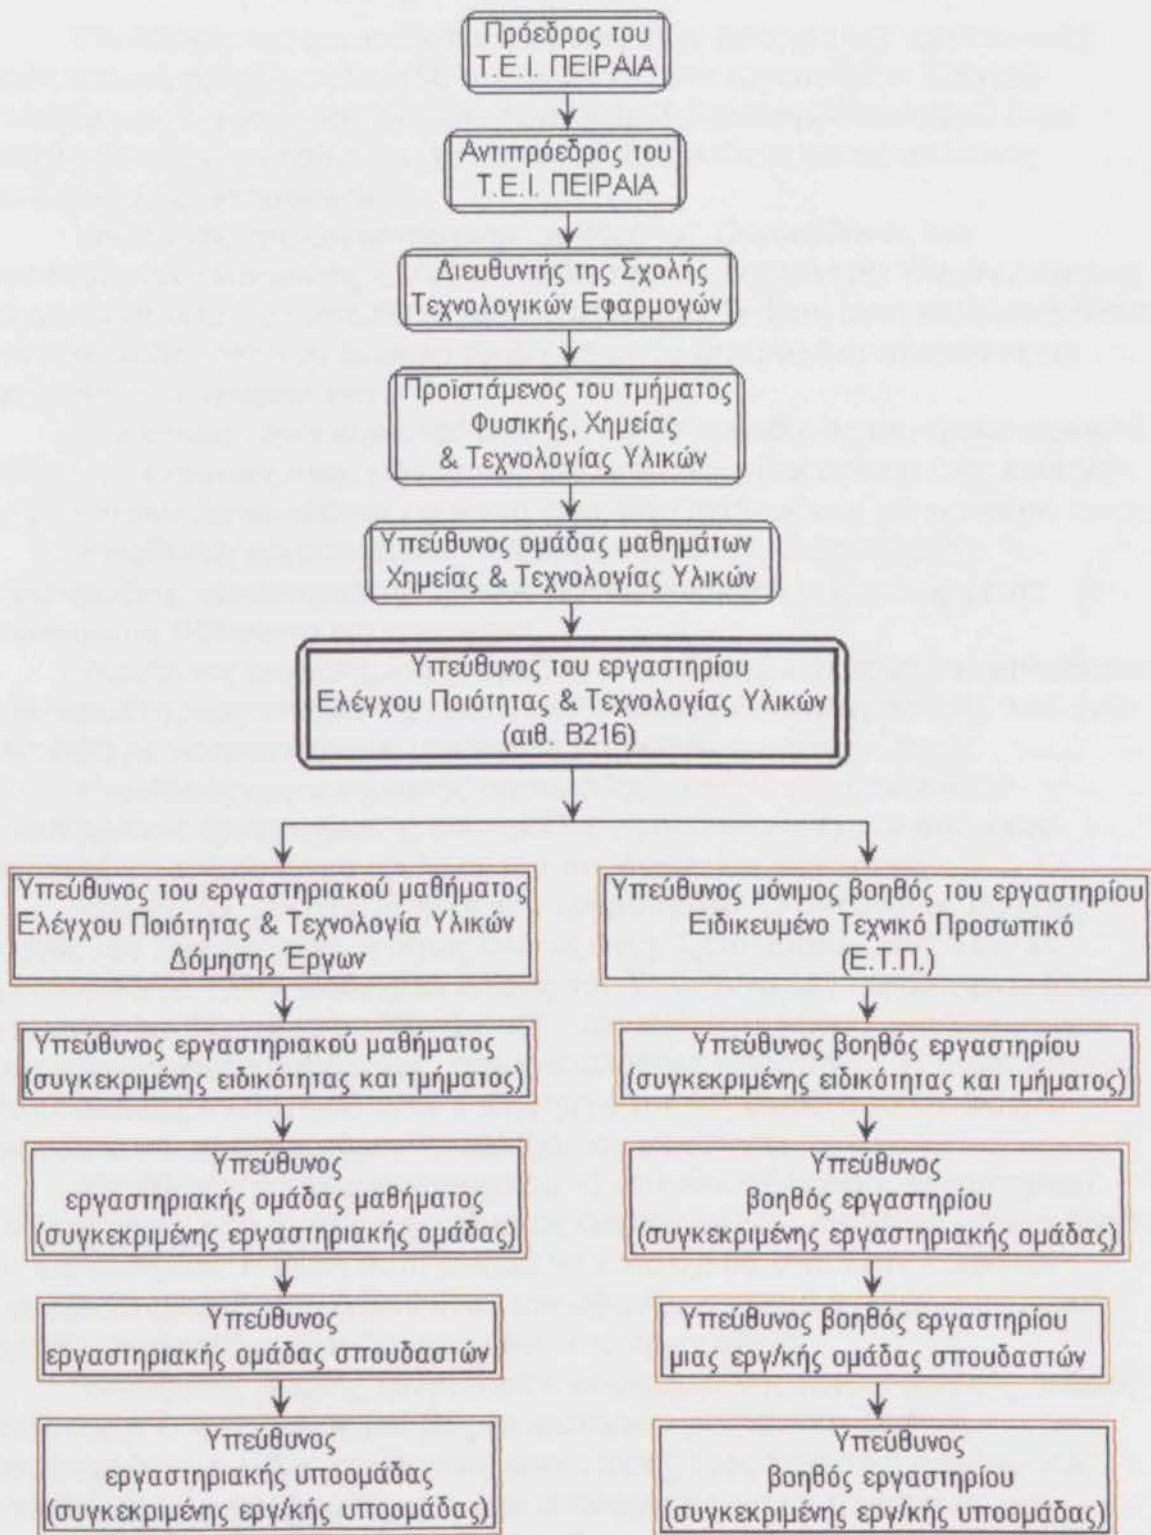 Πρόεδρος του
Τ.Ε.Ι. ΠΕΙΡΑΙΑ
Αντιπρόεδρος του
Τ.Ε.Ι. ΠΕΙΡΑΙΑ
Διευθυντής της Σχολής
Τεχνολογικών Εφαρμογών
Προϊστάμενος του τμήματος
Φυσικής, Χημείας
& Τεχνολογίας Υλικών
Υπεύθυνος ομάδας μαθημάτων
Χημείας & Τεχνολογίας Υλικών
Υπεύθυνος του εργαστηρίου
Ελέγχου Ποιότητας & Τεχνολογίας Υλικών
(αιθ. Β216)
Υπεύθυνος του εργαστηριακού μαθήματος
Ελέγχου Ποιότητας & Τεχνολογία Υλικών
Δόμησης Έργων
Υπεύθυνος εργαστηριακού μαθήματος
(συγκεκριμένης ειδικότητας και τμήματος)
Υπεύθυνος
εργαστηριακής ομάδας μαθήματος
(συγκεκριμένης εργαστηριακής ομάδας)
Υπεύθυνος
εργαστηριακής ομάδας σπουδαστών
Υπεύθυνος
εργαστηριακής υποομάδας
(συγκεκριμένης εργ/κής υποομάδας)
Υπεύθυνος μόνιμος βοηθός του εργαστηρίου
Ειδικευμένο Τεχνικό Προσωπικό
(Ε.Τ.Π.)
Υπεύθυνος βοηθός εργαστηρίου
(συγκεκριμένης ειδικότητας και τμήματος)
Υπεύθυνος
βοηθός εργαστηρίου
(συγκεκριμένης εργαστηριακής ομάδας)
Υπεύθυνος βοηθός εργαστηρίου
μιας εργ/κής ομάδας σπουδαστών
Υπεύθυνος
βοηθός εργαστηρίου
(συγκεκριμένης εργ/κής υποομάδας)